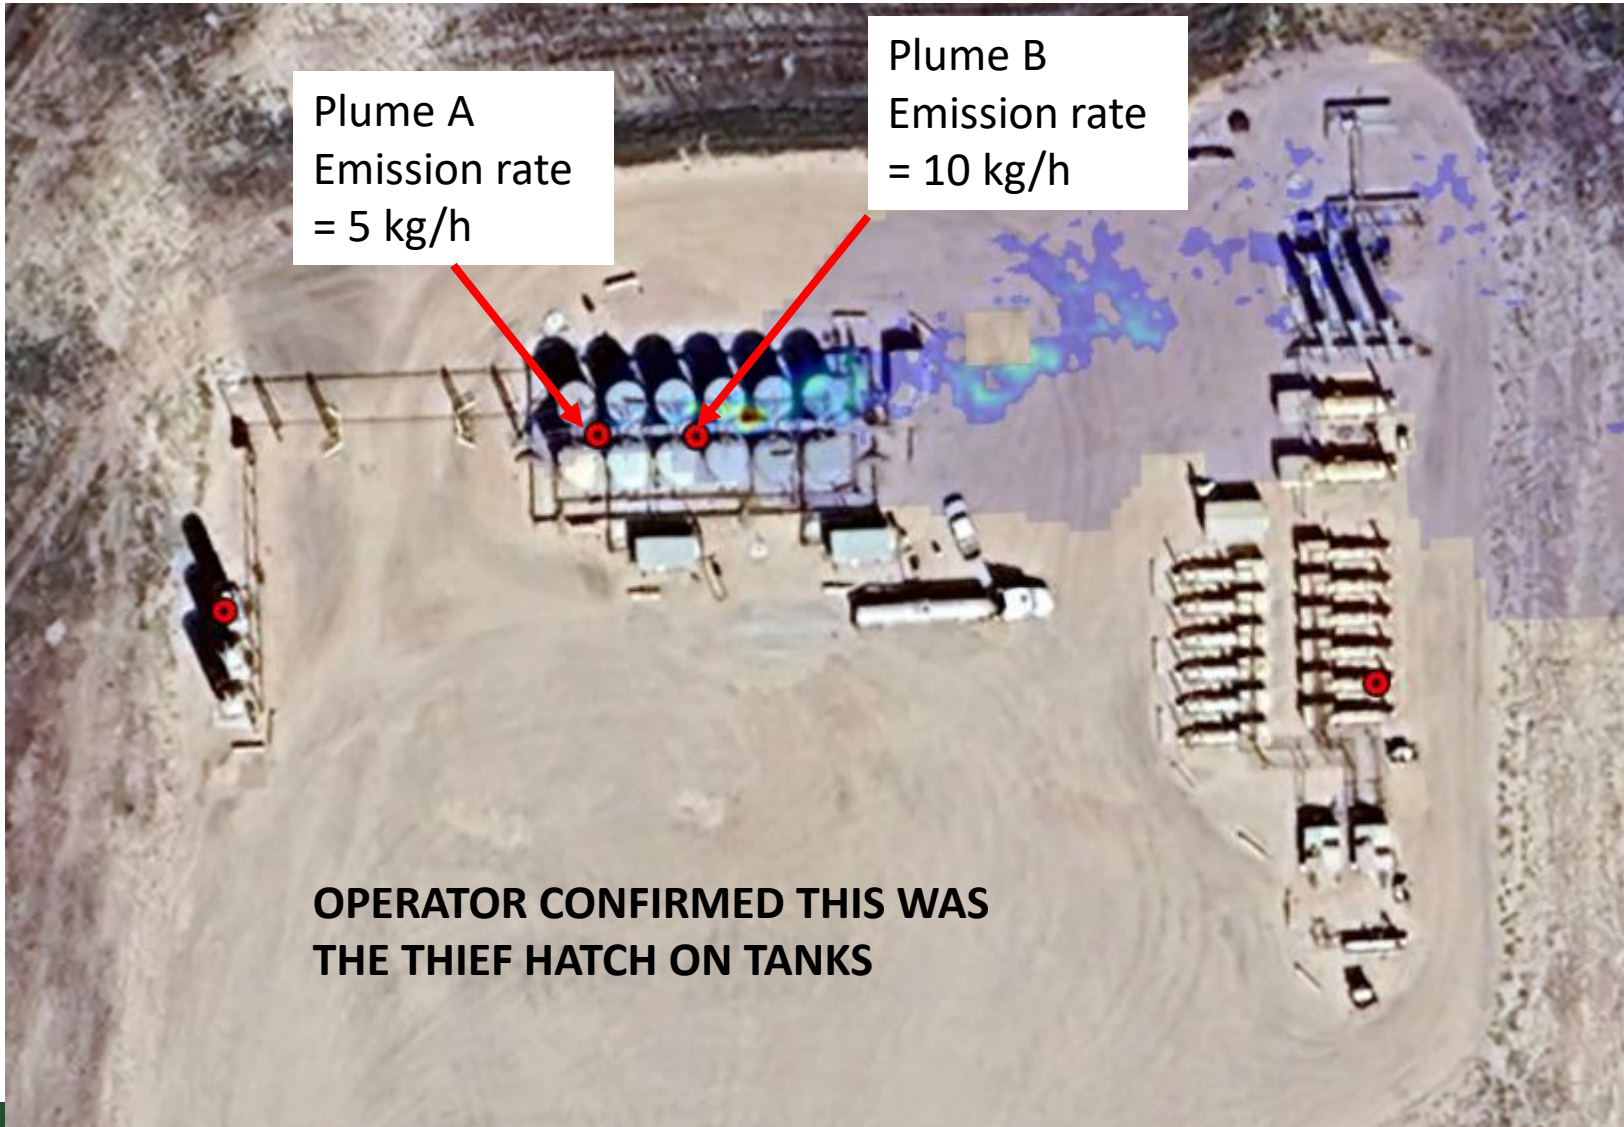 Plume A
Emission rate
= 5 kg/h
Plume B
Emission rate
= 10 kg/h
OPERATOR CONFIRMED THIS WAS
THE THIEF HATCH ON TANKS